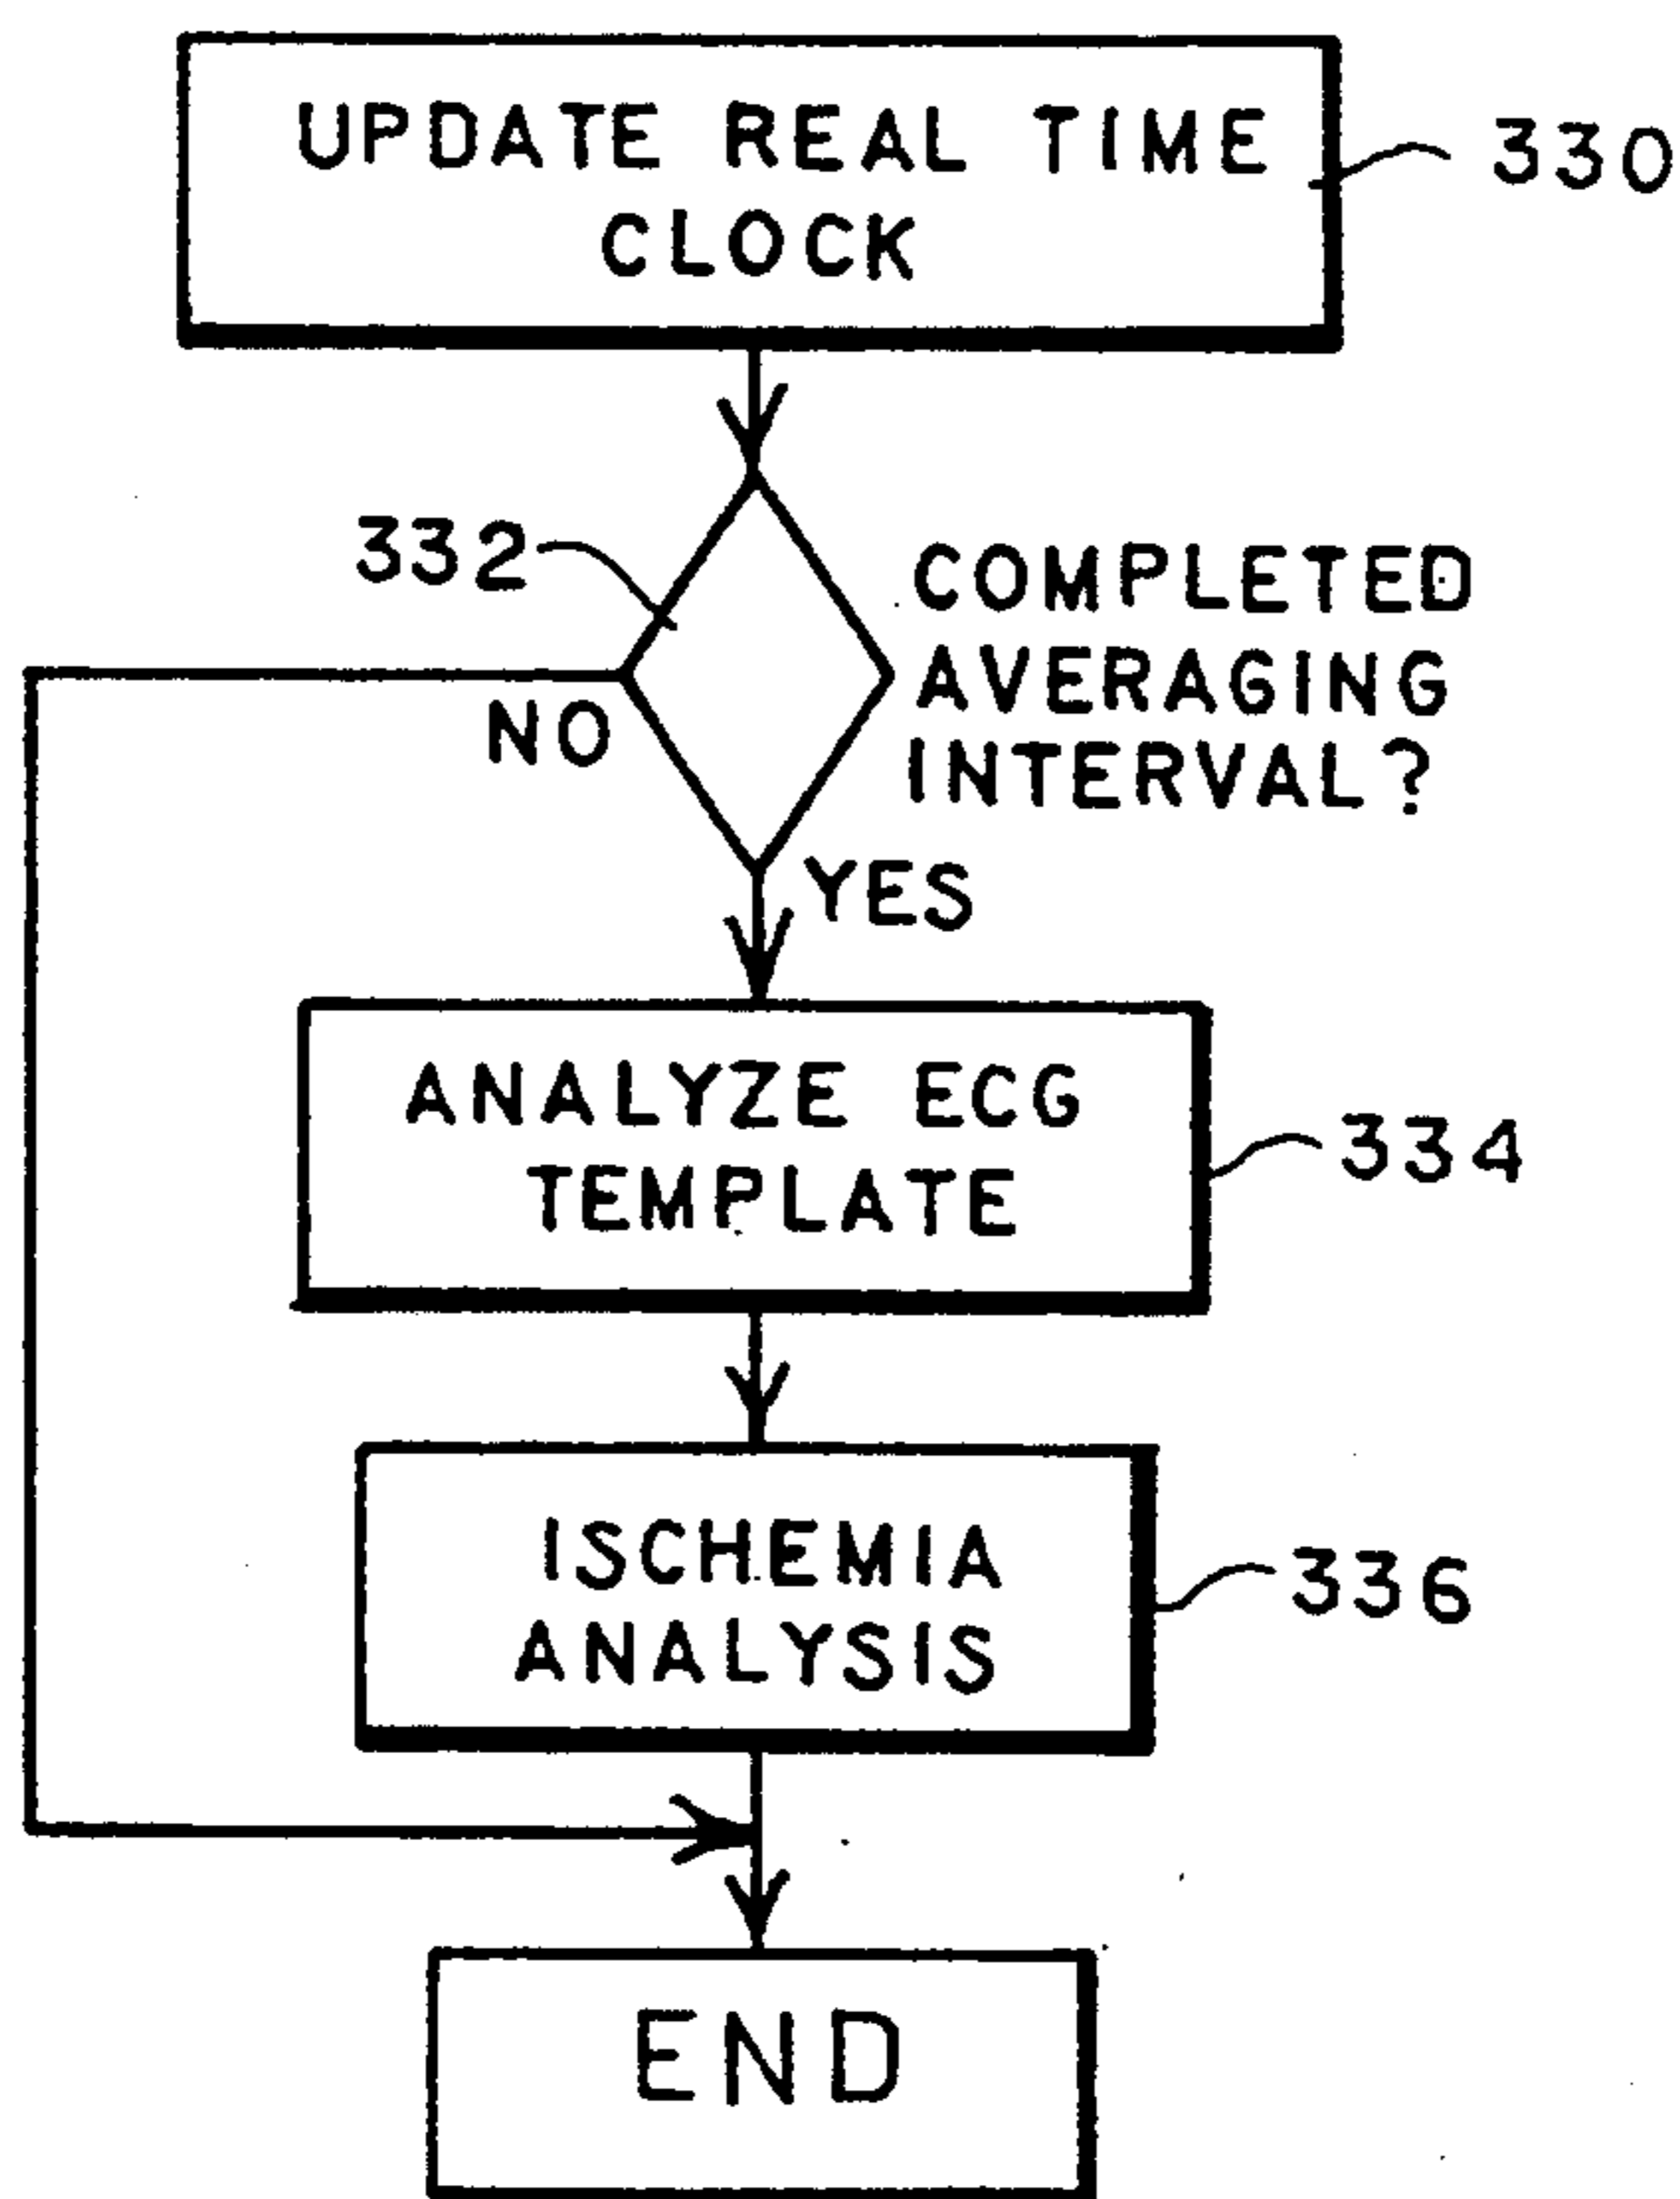 UPDATE REAL TIME
CLOCK
330
332
COMPLETED
AVERAGING
INTERVAL?
NO
YES
ANALYZE ECG
TEMPLATE
334
ISCHEMIA
ANALYSIS
336
END